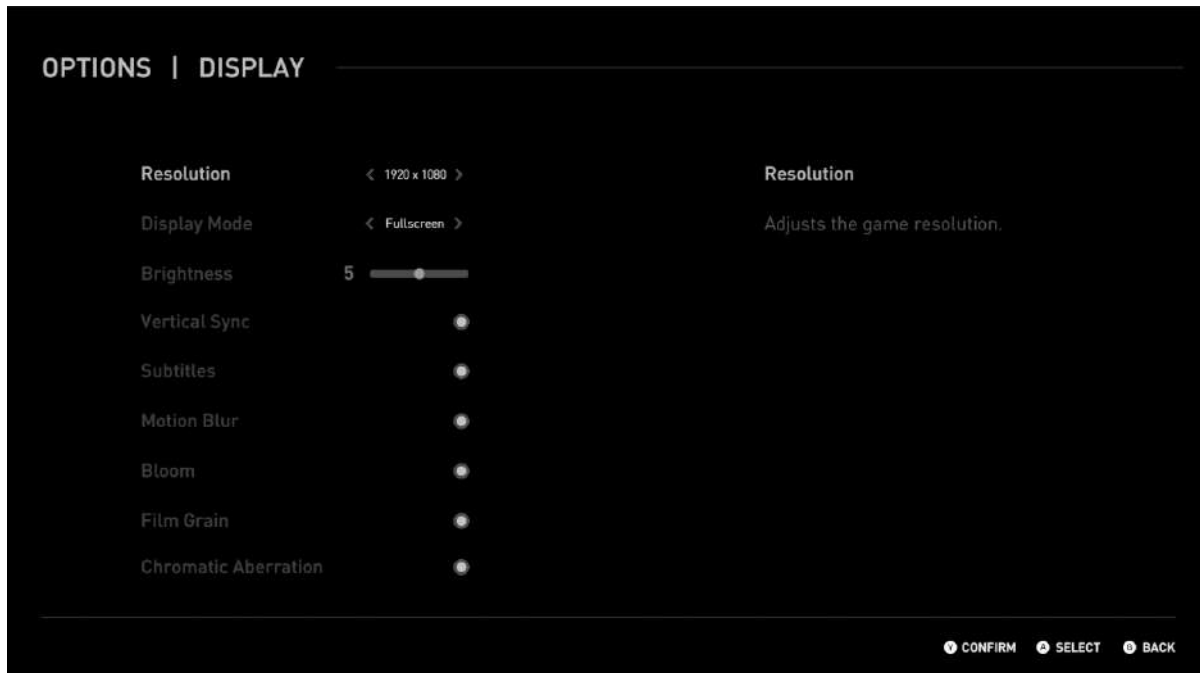 OPTIONS | DISPLAY
Resolution < 1920 x 1080 >
Display Mode < Fullscreen >
Brightness 5
Vertical Sync
Subtitles
Motion Blur
Bloom
Film Grain
Chromatic Aberration
Resolution
Adjusts the game resolution.
Y CONFIRM A SELECT B BACK